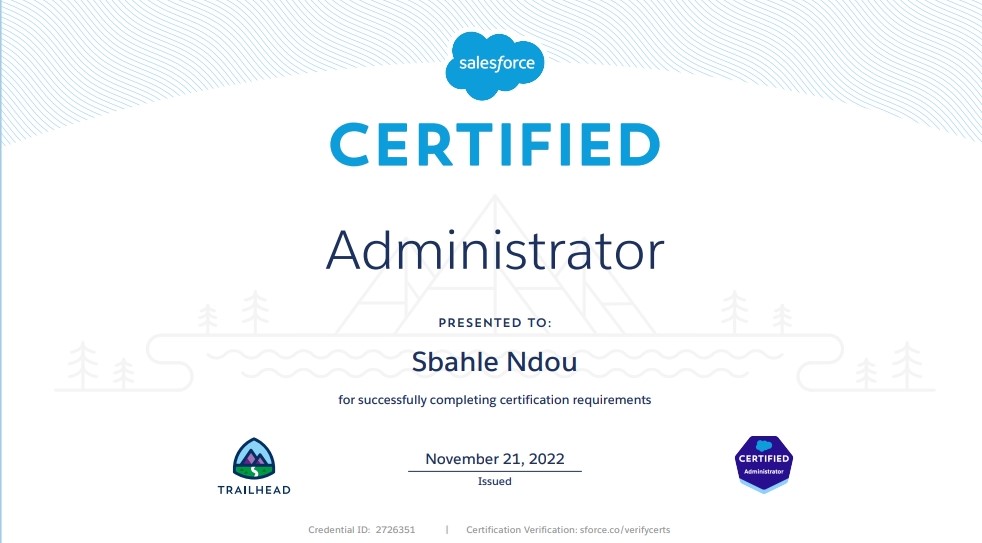 salesforce
CERTIFIED
Administrator
PRESENTED TO:
Sbahle Ndou
for successfully completing certification requirements
November 21, 2022
Issued
TRAILHEAD
CERTIFIED
Administrator
Credential ID: 2726351 | Certification Verification: sforce.co/verifycerts